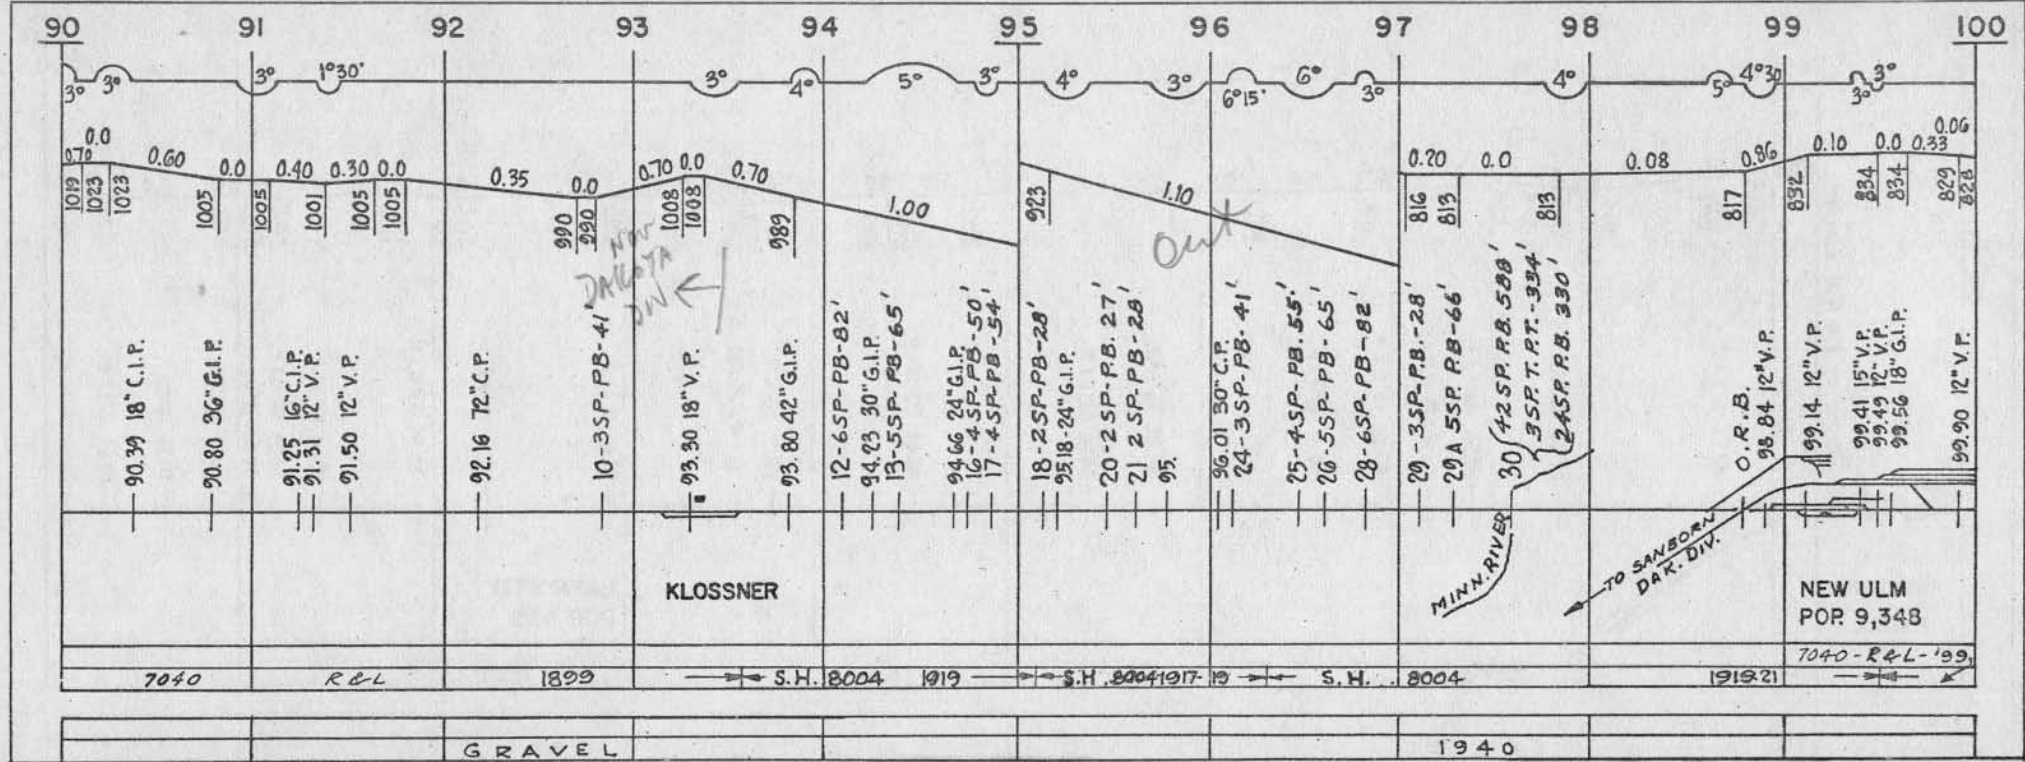 90 91 92 93 94 95 96 97 98 99 100
3° 3° 3° 1°30' 3° 4° 5° 3° 4° 3° 6°15' 6° 3° 4° 5° 4°30 3° 3°
0.70 0.0 0.60 0.0 0.40 0.30 0.0 0.35 0.0 0.70 0.0 0.70 1.00 1.10 0.20 0.0 0.08 0.86 0.10 0.0 0.33 0.06
1019 1023 1023 1005 1005 1001 1005 1005 990 990 1008 1008 989 923 816 813 813 817 832 834 834 829 828
NOW
DAKOTA
DIV ←
Out
90.39 18" C.I.P.
90.80 36" G.I.P.
91.25 16" C.I.P.
91.31 12" V.P.
91.50 12" V.P.
92.16 72" C.P.
10-3SP-PB-41'
93.30 18" V.P.
93.80 42" G.I.P.
12-6SP-PB-82'
94.23 30" G.I.P.
13-5SP-PB-65'
94.66 24" G.I.P.
16-4SP-PB-50'
17-4SP-PB-54'
18-2SP-PB-28'
95.18-24" G.I.P.
20-2SP-P.B. 27'
21-2SP-PB-28'
95.
96.01 30" C.P.
24-3SP-PB-41'
25-4SP-P.B. 55'
26-5SP-PB-65'
28-6SP-PB-82'
29-3SP-P.B.-28'
29A 5SP. P.B-66'
30
42SP. P.B. 588'
3SP. T. P.T.-334'
24SP. P.B. 330'
O.R.B.
98.84 12" V.P.
99.14 12" V.P.
99.41 15" V.P.
99.49 12" V.P.
99.56 18" G.I.P.
99.90 12" V.P.
MINN. RIVER
TO SANBORN
DAK. DIV.
KLOSSNER
NEW ULM
POP. 9,348
7040-R&L-'99
7040 R&L 1899 S.H. 8004 1919 S.H. 8004 1917-19 S.H. 8004 1919-21
GRAVEL 1940